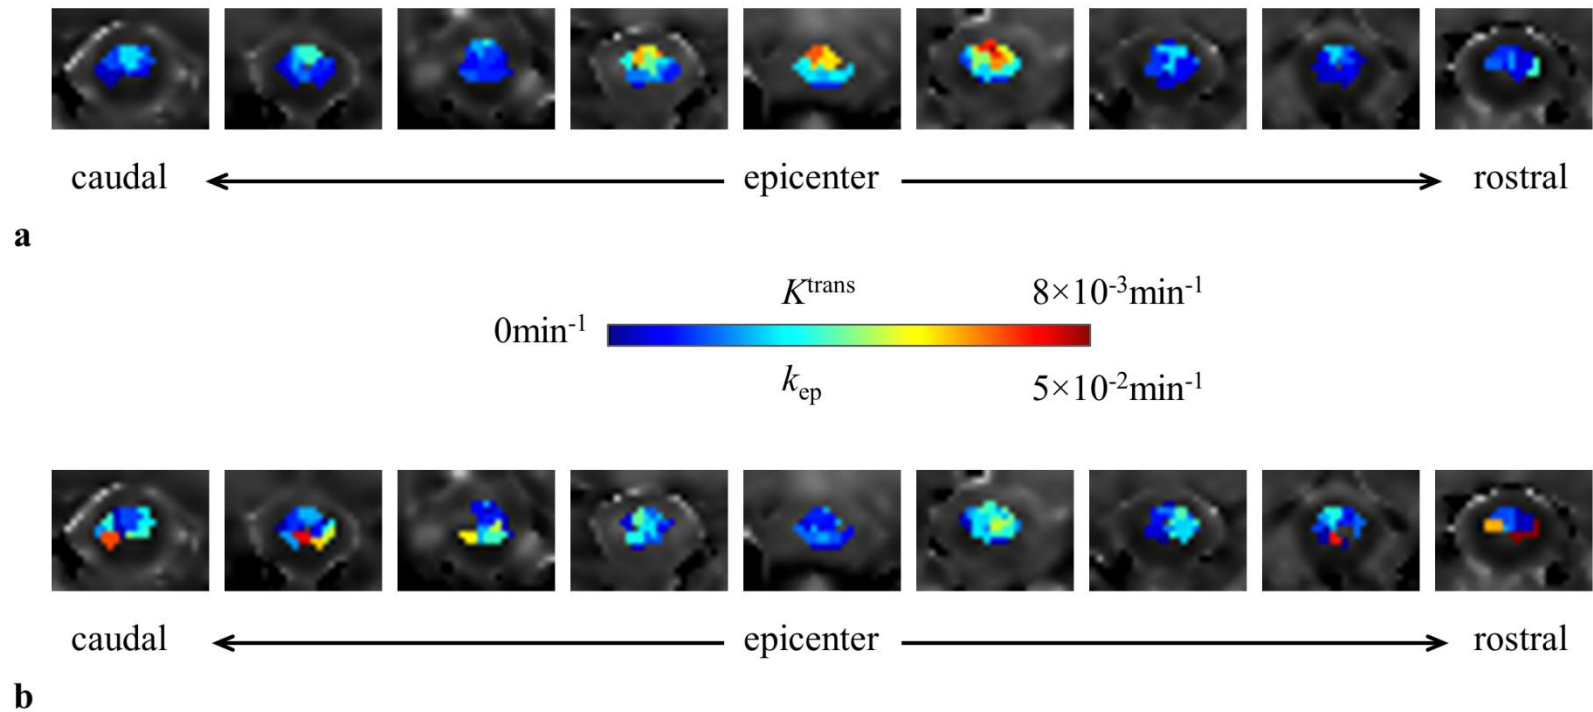 caudal epicenter rostral
a
K^trans 8×10^-3min^-1
0min^-1
k_ep 5×10^-2min^-1
caudal epicenter rostral
b